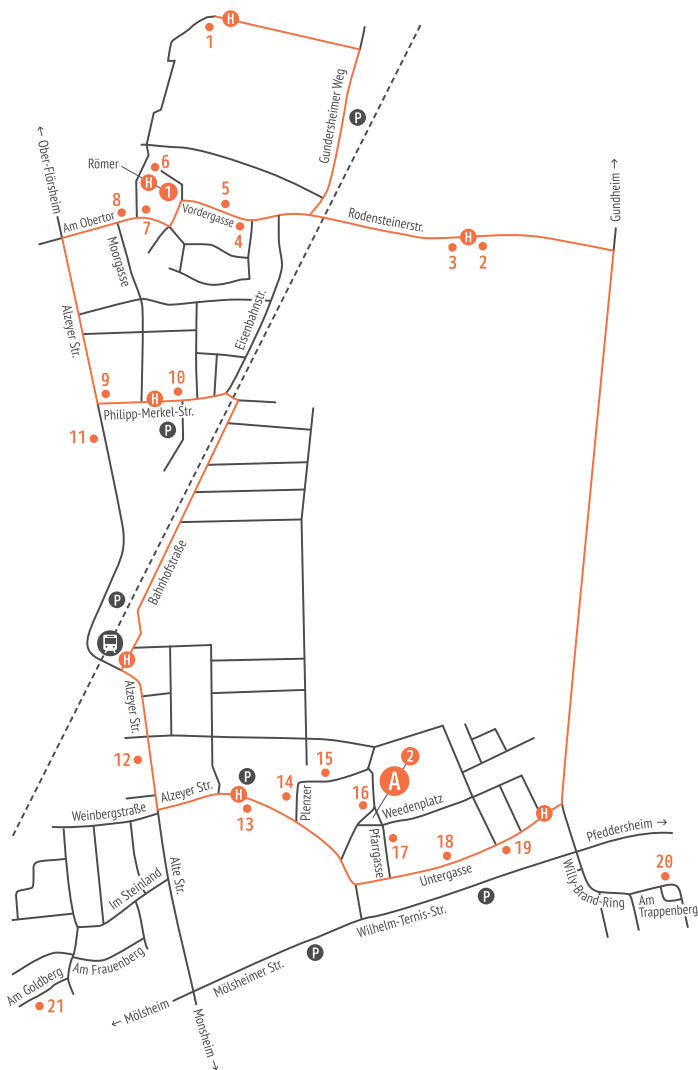 H
1
Gundersheimer Weg
P
← Ober-Flörsheim
Römer
6
H
1
8
7
5
Am Obertor
Vordergasse
4
Rodensteinerstr.
H
3
2
Gundheim →
Moorgasse
Alzeyer Str.
Eisenbahnstr.
9
10
H
Philipp-Merkel-Str.
P
11
Bahnhofstraße
P
H
Alzeyer Str.
12
2
15
A
P
Alzeyer Str.
H
14
13
Plenzer
16
Weedenplatz
H
Weinbergstraße
Pfarrgasse
17
18
19
Pfeddersheim →
Untergasse
Alte Str.
Im Steinland
P
Willy-Brand-Ring
20
Am
Trappenberg
Wilhelm-Ternis-Str.
P
Am Frauenberg
Am Goldberg
Mölsheimer Str.
21
← Mölsheim
Monsheim →